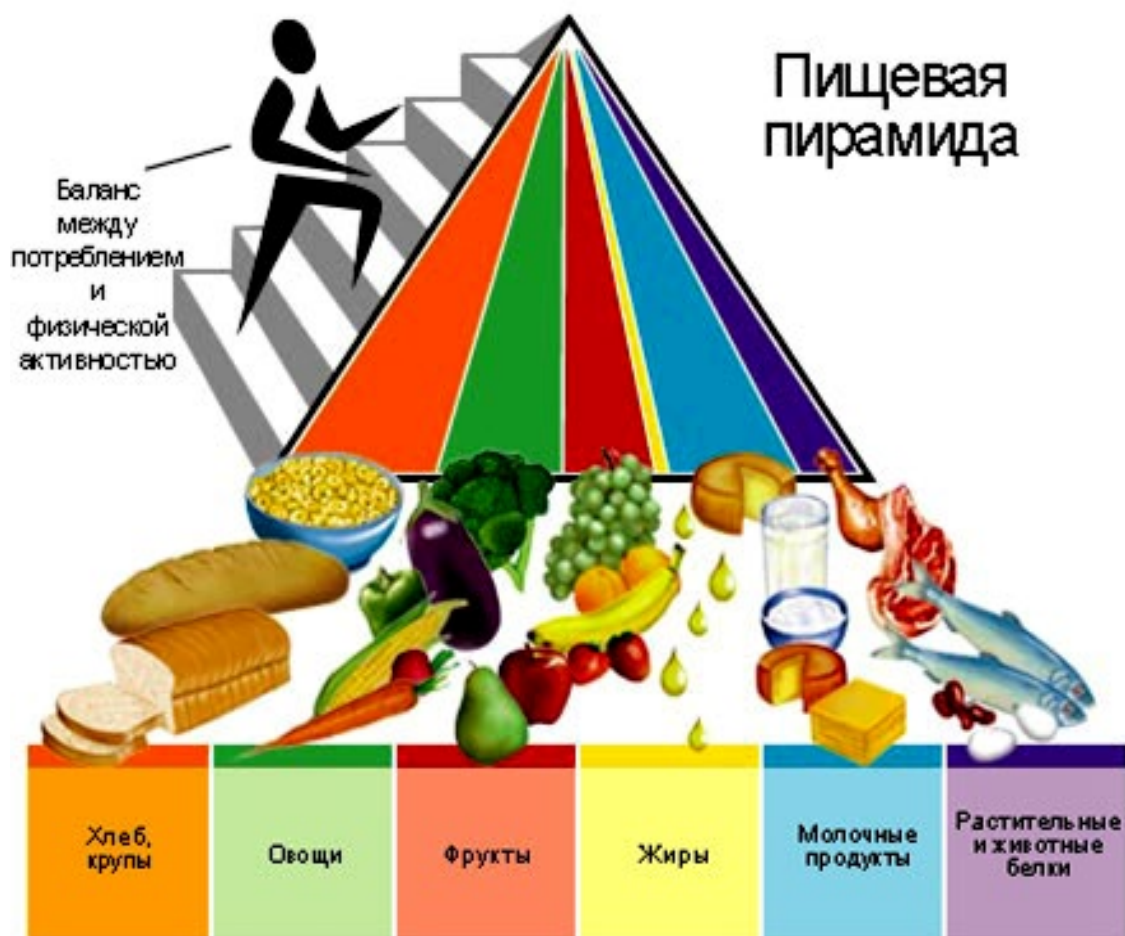 Пищевая
пирамида
Баланс
между
потреблением
и
физической
активностью
Хлеб,
крупы
Овощи
Фрукты
Жиры
Молочные
продукты
Растительные
и животные
белки